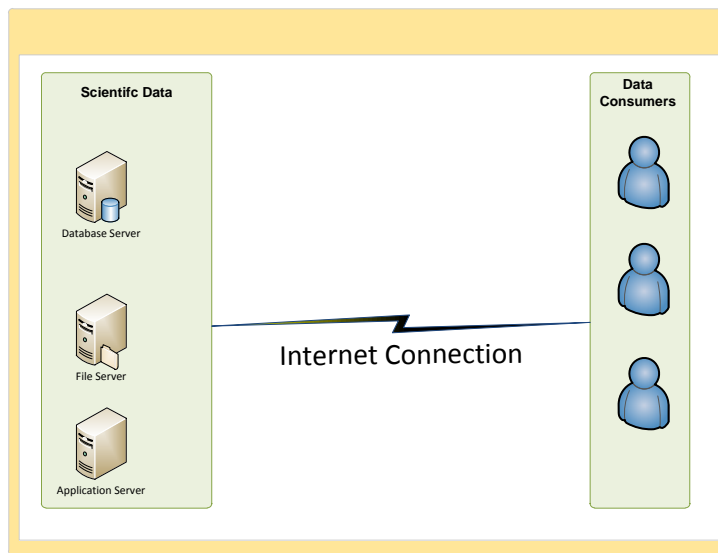 Scientifc Data
Data
Consumers
Database Server
File Server
Internet Connection
Application Server